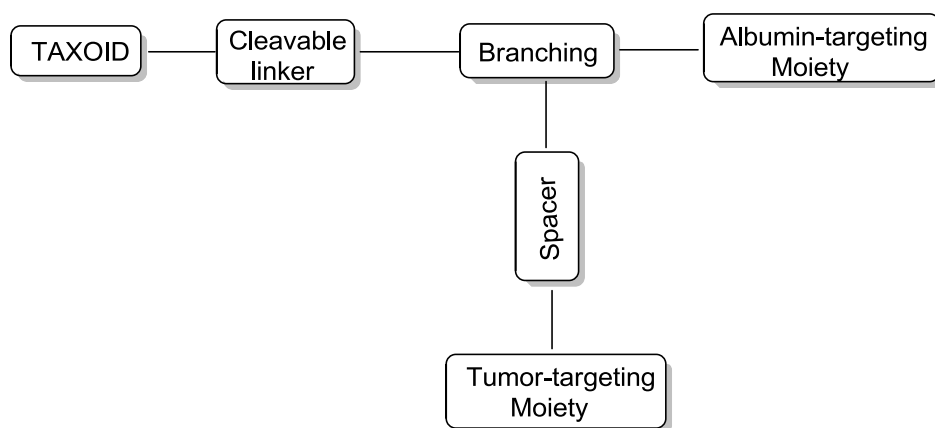 TAXOID
Cleavable
linker
Branching
Albumin-targeting
Moiety
Spacer
Tumor-targeting
Moiety